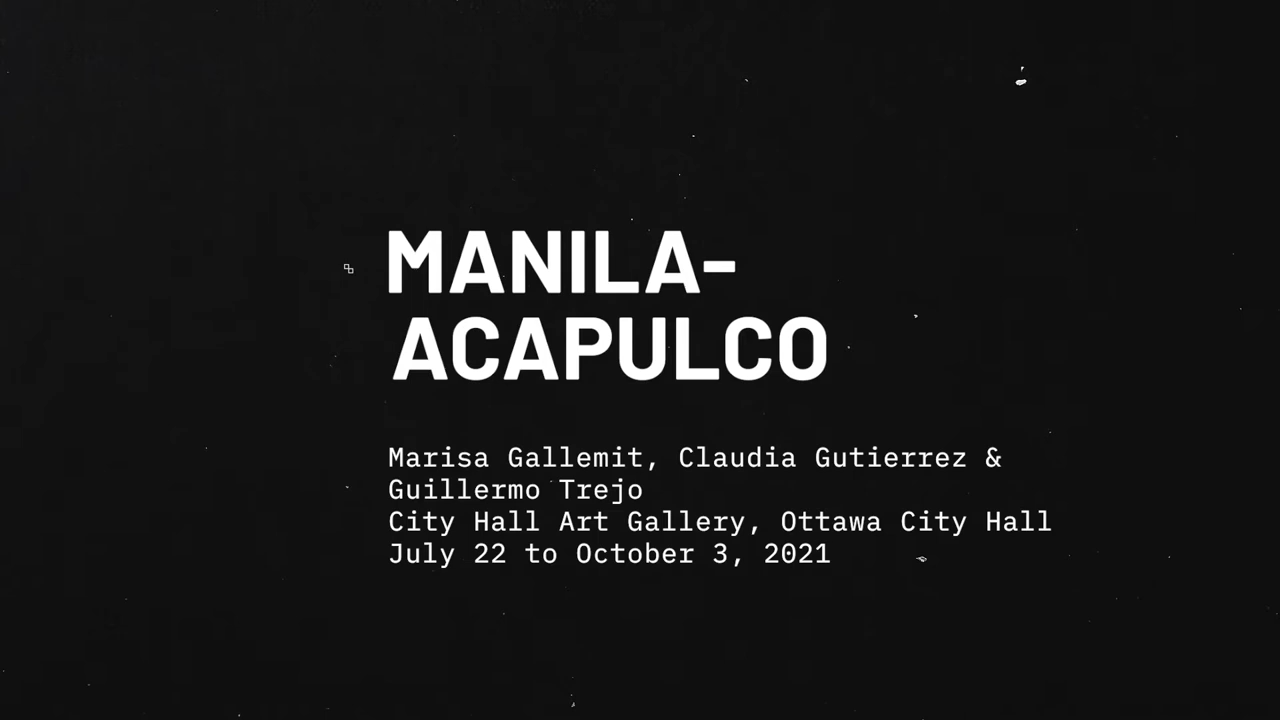 MANILA-
ACAPULCO
Marisa Gallemit, Claudia Gutierrez &
Guillermo Trejo
City Hall Art Gallery, Ottawa City Hall
July 22 to October 3, 2021